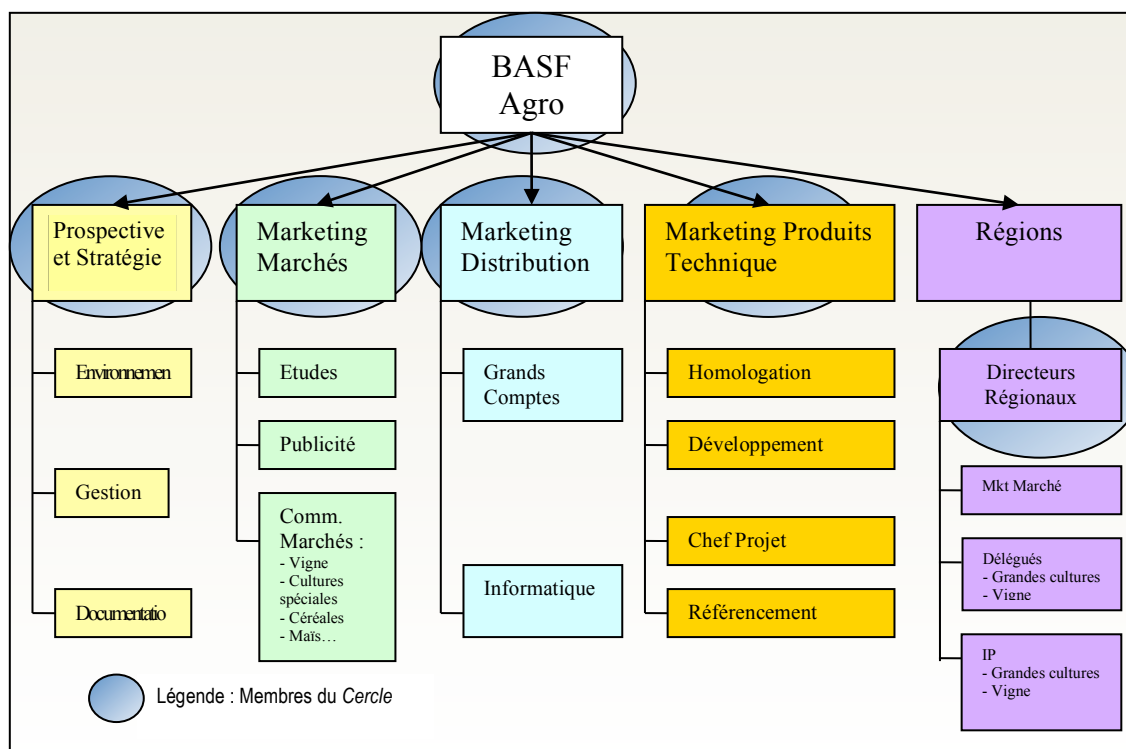 BASF
Agro
Prospective
et Stratégie
Marketing
Marchés
Marketing
Distribution
Marketing Produits
Technique
Régions
Environnemen
Gestion
Documentatio
Etudes
Publicité
Comm.
Marchés :
- Vigne
- Cultures
spéciales
- Céréales
- Maïs…
Grands
Comptes
Informatique
Homologation
Développement
Chef Projet
Référencement
Directeurs
Régionaux
Mkt Marché
Délégués
- Grandes cultures
- Vigne
IP
- Grandes cultures
- Vigne
Légende : Membres du Cercle